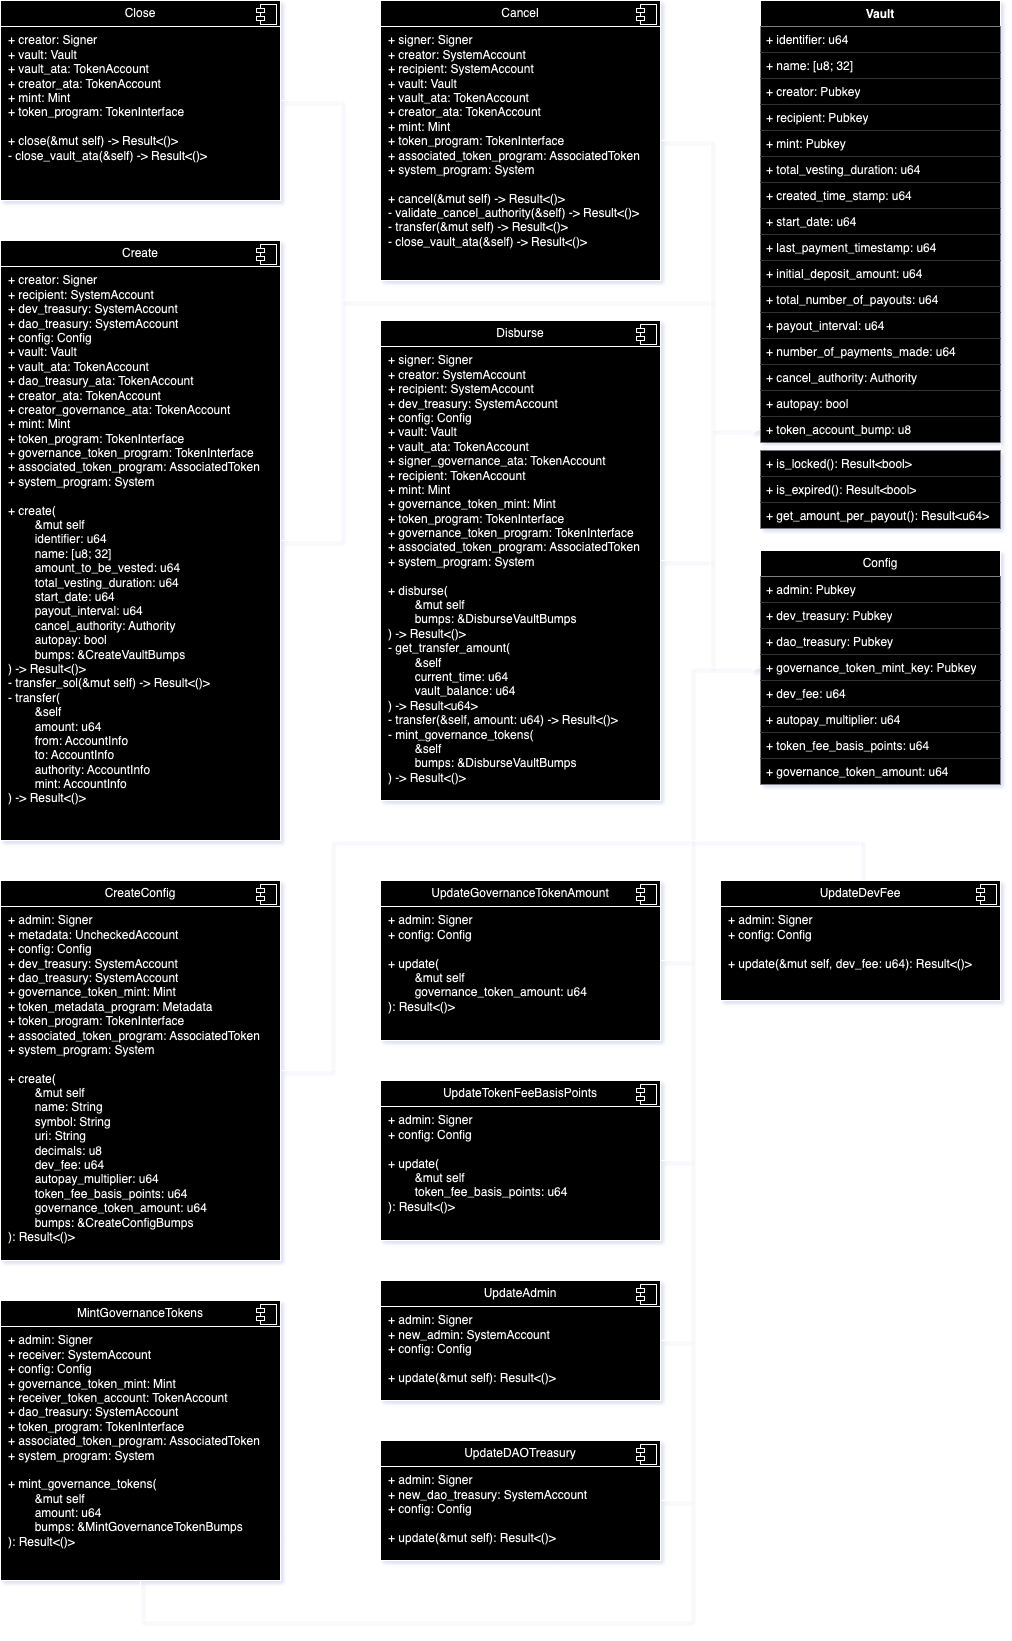 Close
+ creator: Signer
+ vault: Vault
+ vault_ata: TokenAccount
+ creator_ata: TokenAccount
+ mint: Mint
+ token_program: TokenInterface
+ close(&mut self) -> Result<()>
- close_vault_ata(&self) -> Result<()>
Cancel
+ signer: Signer
+ creator: SystemAccount
+ recipient: SystemAccount
+ vault: Vault
+ vault_ata: TokenAccount
+ creator_ata: TokenAccount
+ mint: Mint
+ token_program: TokenInterface
+ associated_token_program: AssociatedToken
+ system_program: System
+ cancel(&mut self) -> Result<()>
- validate_cancel_authority(&self) -> Result<()>
- transfer(&mut self) -> Result<()>
- close_vault_ata(&self) -> Result<()>
Vault
+ identifier: u64
+ name: [u8; 32]
+ creator: Pubkey
+ recipient: Pubkey
+ mint: Pubkey
+ total_vesting_duration: u64
+ created_time_stamp: u64
+ start_date: u64
+ last_payment_timestamp: u64
+ initial_deposit_amount: u64
+ total_number_of_payouts: u64
+ payout_interval: u64
+ number_of_payments_made: u64
+ cancel_authority: Authority
+ autopay: bool
+ token_account_bump: u8
+ is_locked(): Result<bool>
+ is_expired(): Result<bool>
+ get_amount_per_payout(): Result<u64>
Create
+ creator: Signer
+ recipient: SystemAccount
+ dev_treasury: SystemAccount
+ dao_treasury: SystemAccount
+ config: Config
+ vault: Vault
+ vault_ata: TokenAccount
+ dao_treasury_ata: TokenAccount
+ creator_ata: TokenAccount
+ creator_governance_ata: TokenAccount
+ mint: Mint
+ token_program: TokenInterface
+ governance_token_program: TokenInterface
+ associated_token_program: AssociatedToken
+ system_program: System
+ create(
&mut self
identifier: u64
name: [u8; 32]
amount_to_be_vested: u64
total_vesting_duration: u64
start_date: u64
payout_interval: u64
cancel_authority: Authority
autopay: bool
bumps: &CreateVaultBumps
) -> Result<()>
- transfer_sol(&mut self) -> Result<()>
- transfer(
&self
amount: u64
from: AccountInfo
to: AccountInfo
authority: AccountInfo
mint: AccountInfo
) -> Result<()>
Disburse
+ signer: Signer
+ creator: SystemAccount
+ recipient: SystemAccount
+ dev_treasury: SystemAccount
+ config: Config
+ vault: Vault
+ vault_ata: TokenAccount
+ signer_governance_ata: TokenAccount
+ recipient: TokenAccount
+ mint: Mint
+ governance_token_mint: Mint
+ token_program: TokenInterface
+ governance_token_program: TokenInterface
+ associated_token_program: AssociatedToken
+ system_program: System
+ disburse(
&mut self
bumps: &DisburseVaultBumps
) -> Result<()>
- get_transfer_amount(
&self
current_time: u64
vault_balance: u64
) -> Result<u64>
- transfer(&self, amount: u64) -> Result<()>
- mint_governance_tokens(
&self
bumps: &DisburseVaultBumps
) -> Result<()>
Config
+ admin: Pubkey
+ dev_treasury: Pubkey
+ dao_treasury: Pubkey
+ governance_token_mint_key: Pubkey
+ dev_fee: u64
+ autopay_multiplier: u64
+ token_fee_basis_points: u64
+ governance_token_amount: u64
CreateConfig
+ admin: Signer
+ metadata: UncheckedAccount
+ config: Config
+ dev_treasury: SystemAccount
+ dao_treasury: SystemAccount
+ governance_token_mint: Mint
+ token_metadata_program: Metadata
+ token_program: TokenInterface
+ associated_token_program: AssociatedToken
+ system_program: System
+ create(
&mut self
name: String
symbol: String
uri: String
decimals: u8
dev_fee: u64
autopay_multiplier: u64
token_fee_basis_points: u64
governance_token_amount: u64
bumps: &CreateConfigBumps
): Result<()>
UpdateGovernanceTokenAmount
+ admin: Signer
+ config: Config
+ update(
&mut self
governance_token_amount: u64
): Result<()>
UpdateDevFee
+ admin: Signer
+ config: Config
+ update(&mut self, dev_fee: u64): Result<()>
UpdateTokenFeeBasisPoints
+ admin: Signer
+ config: Config
+ update(
&mut self
token_fee_basis_points: u64
): Result<()>
UpdateAdmin
+ admin: Signer
+ new_admin: SystemAccount
+ config: Config
+ update(&mut self): Result<()>
MintGovernanceTokens
+ admin: Signer
+ receiver: SystemAccount
+ config: Config
+ governance_token_mint: Mint
+ receiver_token_account: TokenAccount
+ dao_treasury: SystemAccount
+ token_program: TokenInterface
+ associated_token_program: AssociatedToken
+ system_program: System
+ mint_governance_tokens(
&mut self
amount: u64
bumps: &MintGovernanceTokenBumps
): Result<()>
UpdateDAOTreasury
+ admin: Signer
+ new_dao_treasury: SystemAccount
+ config: Config
+ update(&mut self): Result<()>